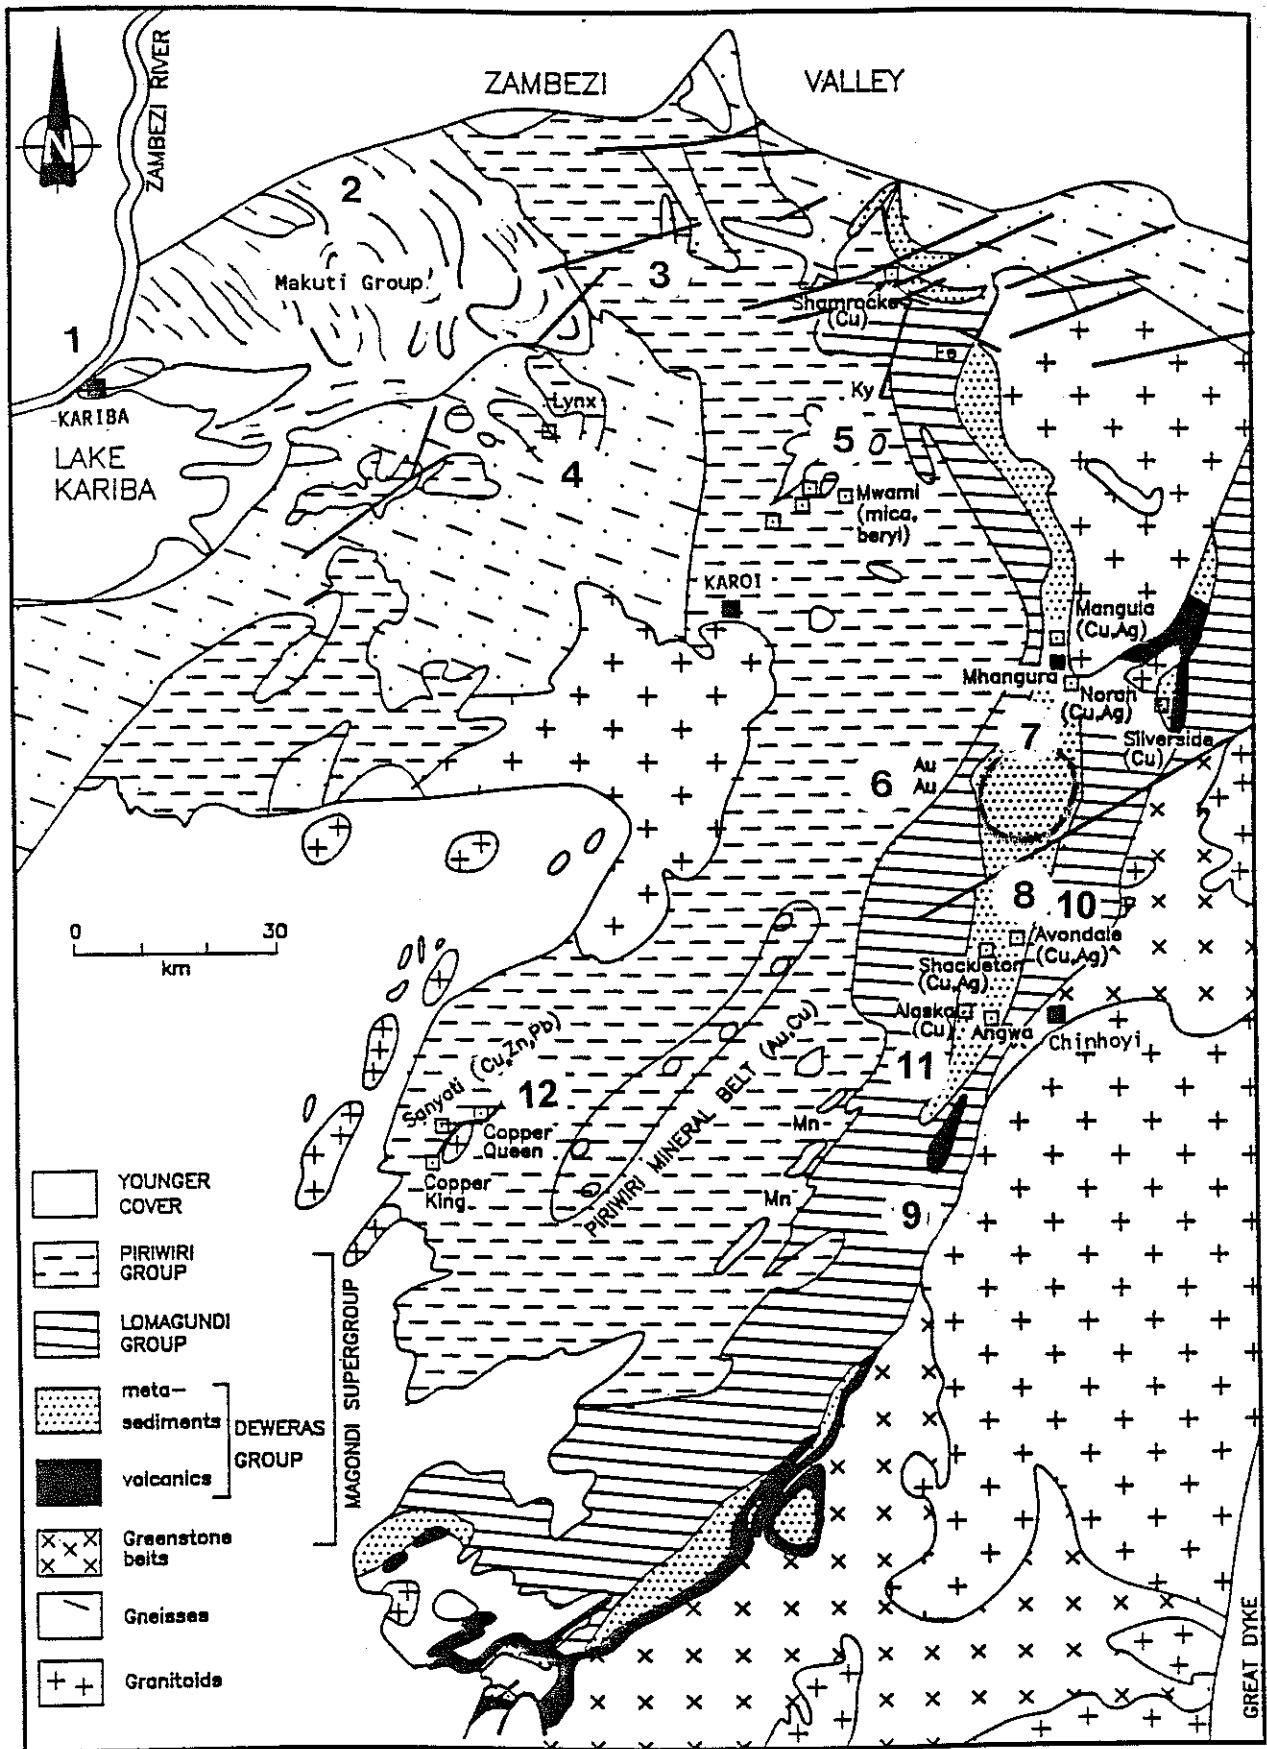 ZAMBEZI VALLEY
ZAMBEZI RIVER
N
2
Makuti Group
3
1
Shamrocke
(Cu)
Fe
KARIBA
LAKE
KARIBA
Lynx
4
Ky
5
Mwami
(mica,
beryl)
KAROI
Mangula
(Cu,Ag)
Mhangura
Norah
(Cu,Ag)
Silverside
(Cu)
7
6
Au
Au
8
10
P
0 30
km
Avondale
(Cu,Ag)
Shackleton
(Cu,Ag)
Alaska
(Cu)
Angwa
Chinhoyi
11
Sanyati (Cu,Zn,Pb)
12
Copper
Queen
Copper
King
PIRIWIRI MINERAL BELT (Au,Cu)
Mn
Mn
9
YOUNGER
COVER
PIRIWIRI
GROUP
LOMAGUNDI
GROUP
meta-
sediments
DEWERAS
GROUP
volcanics
MAGONDI SUPERGROUP
Greenstone
belts
Gneisses
Granitoids
GREAT DYKE